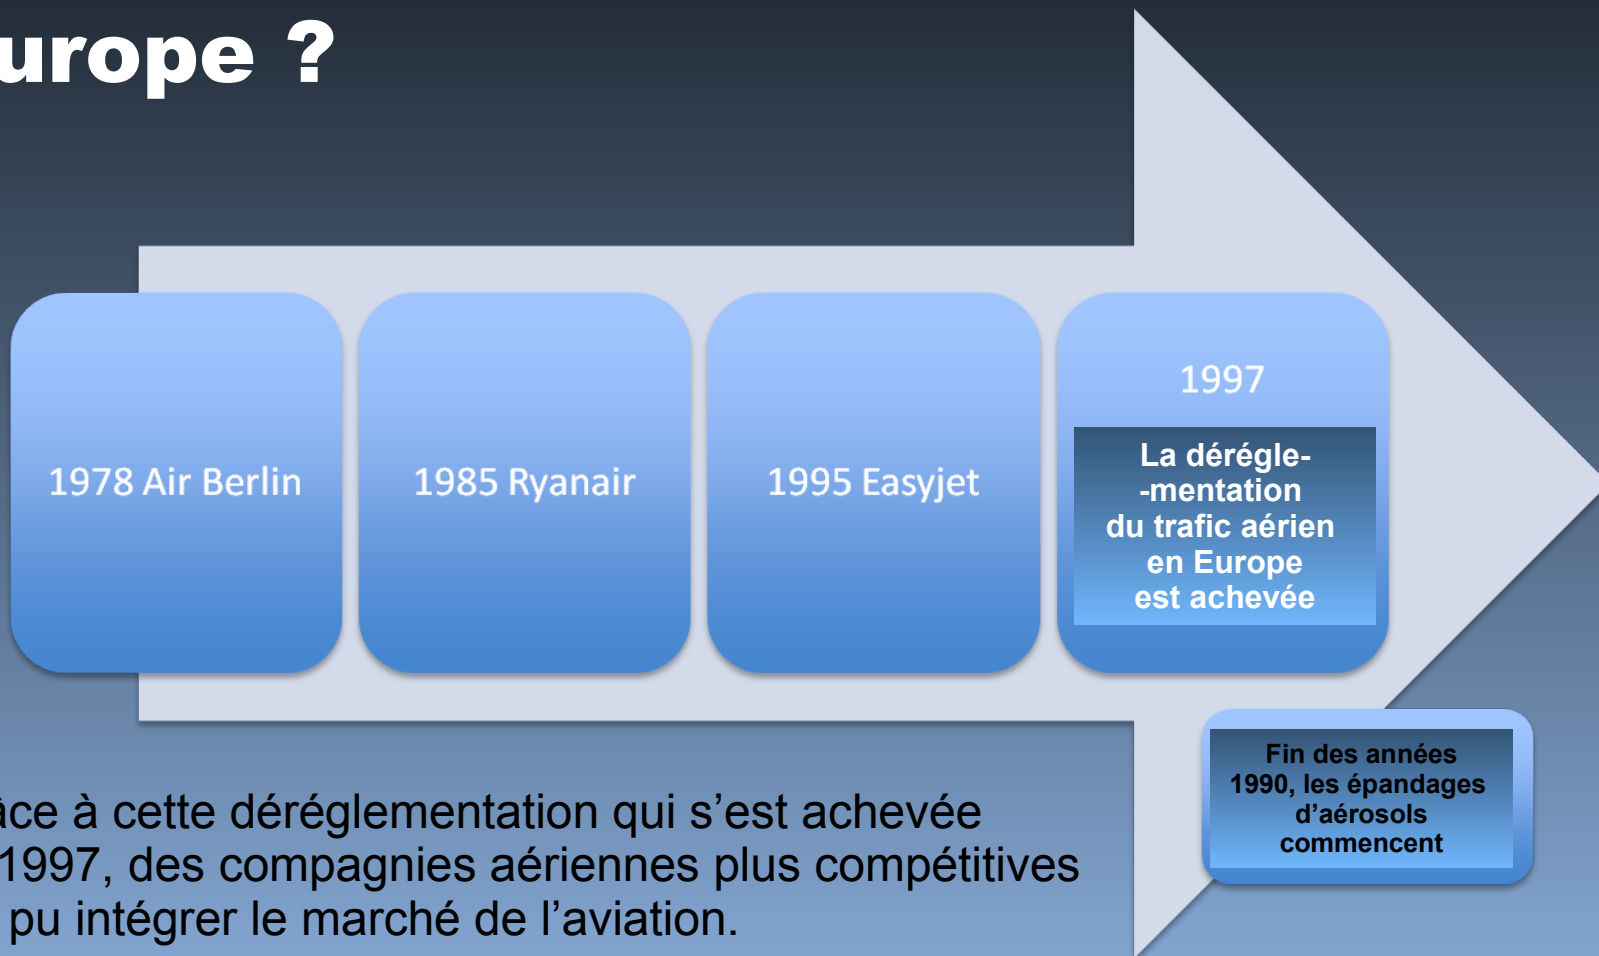 urope ?
1978 Air Berlin
1985 Ryanair
1995 Easyjet
1997
La dérégle-
-mentation
du trafic aérien
en Europe
est achevée
Fin des années
1990, les épandages
d'aérosols
commencent
âce à cette déréglementation qui s'est achevée
1997, des compagnies aériennes plus compétitives
pu intégrer le marché de l'aviation.